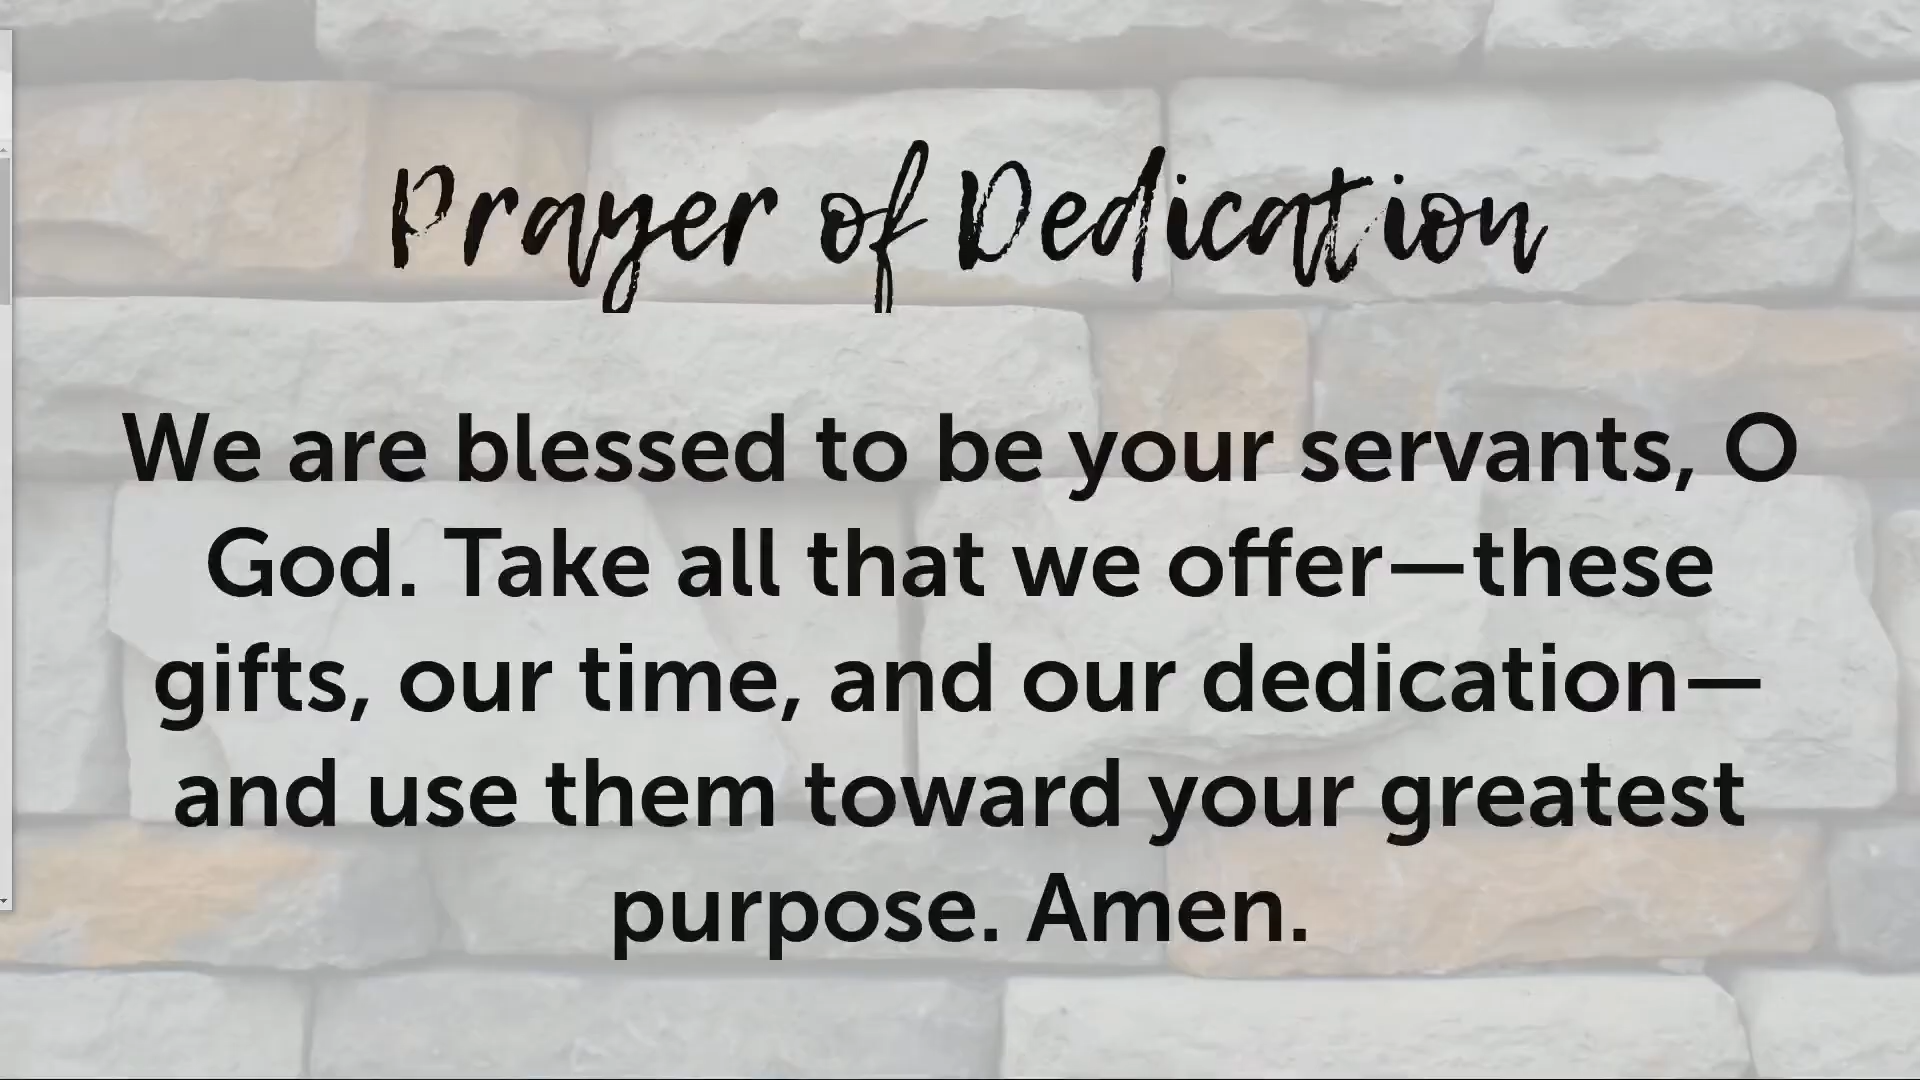 Prayer of Dedication
We are blessed to be your servants, O
God. Take all that we offer—these
gifts, our time, and our dedication—
and use them toward your greatest
purpose. Amen.